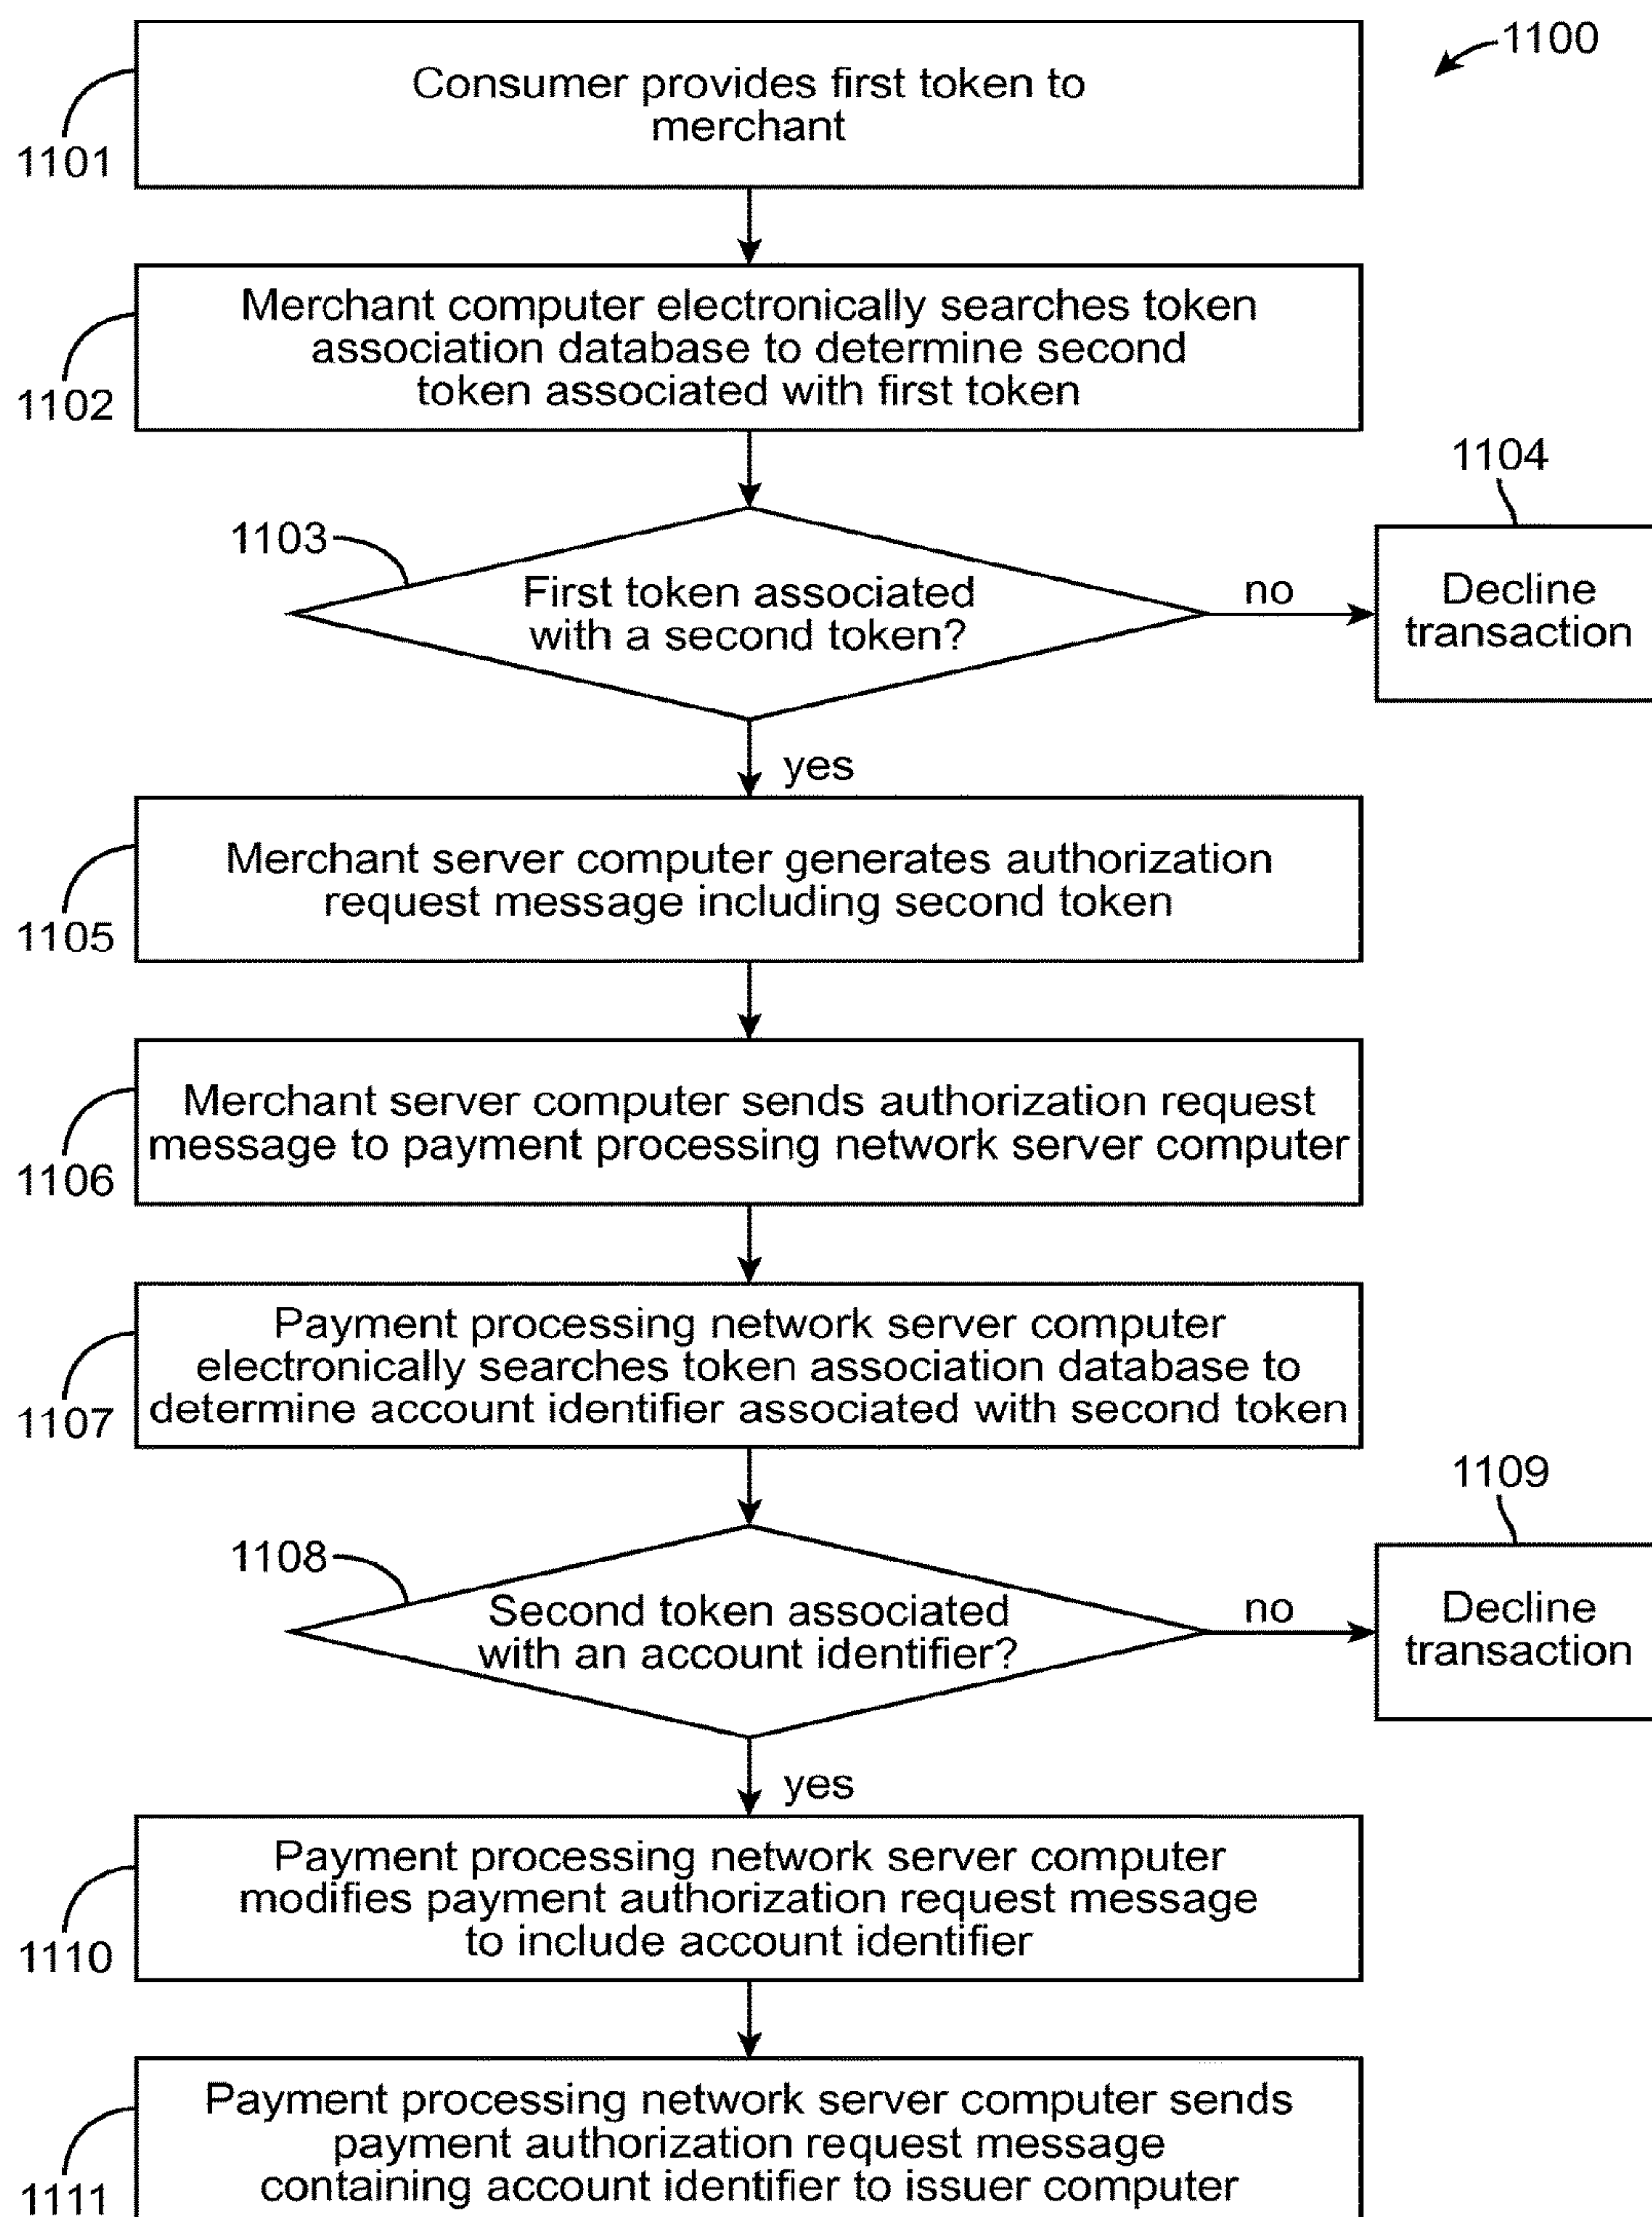 1100
Consumer provides first token to
merchant
1101
Merchant computer electronically searches token
association database to determine second
token associated with first token
1102
1103
First token associated
with a second token?
no
1104
Decline
transaction
yes
Merchant server computer generates authorization
request message including second token
1105
Merchant server computer sends authorization request
message to payment processing network server computer
1106
Payment processing network server computer
electronically searches token association database to
determine account identifier associated with second token
1107
1108
Second token associated
with an account identifier?
no
1109
Decline
transaction
yes
Payment processing network server computer
modifies payment authorization request message
to include account identifier
1110
Payment processing network server computer sends
payment authorization request message
containing account identifier to issuer computer
1111